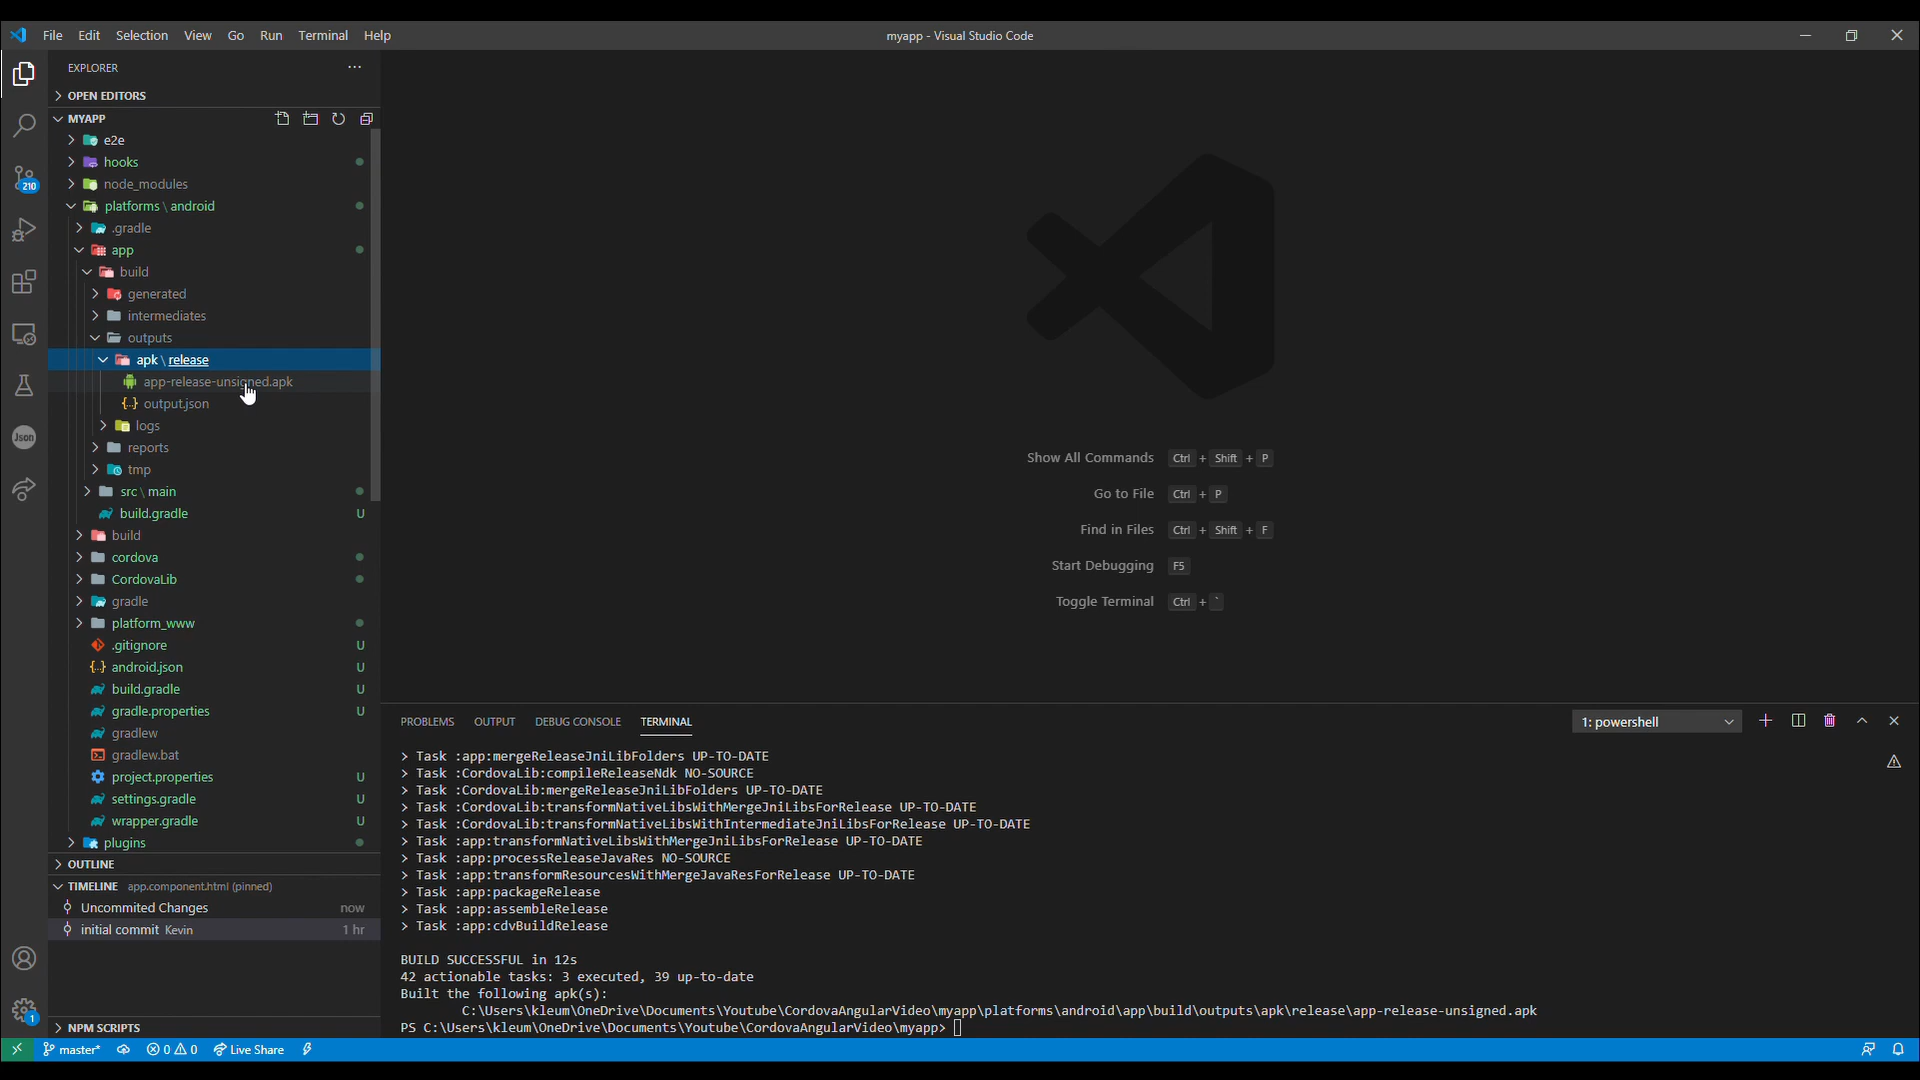 File Edit Selection View Go Run Terminal Help
myapp - Visual Studio Code
EXPLORER
OPEN EDITORS
MYAPP
e2e
hooks
node_modules
platforms \ android
.gradle
app
build
generated
intermediates
outputs
apk \ release
app-release-unsigned.apk
output.json
logs
reports
tmp
src \ main
build.gradle U
build
cordova
CordovaLib
gradle
platform_www
.gitignore U
android.json U
build.gradle U
gradle.properties U
gradlew
gradlew.bat
project.properties U
settings.gradle U
wrapper.gradle U
plugins
OUTLINE
TIMELINE app.component.html (pinned)
Uncommited Changes now
initial commit Kevin 1 hr
NPM SCRIPTS
210
Json
1
Show All Commands Ctrl + Shift + P
Go to File Ctrl + P
Find in Files Ctrl + Shift + F
Start Debugging F5
Toggle Terminal Ctrl + `
PROBLEMS OUTPUT DEBUG CONSOLE TERMINAL
1: powershell
> Task :app:mergeReleaseJniLibFolders UP-TO-DATE
> Task :CordovaLib:compileReleaseNdk NO-SOURCE
> Task :CordovaLib:mergeReleaseJniLibFolders UP-TO-DATE
> Task :CordovaLib:transformNativeLibsWithMergeJniLibsForRelease UP-TO-DATE
> Task :CordovaLib:transformNativeLibsWithIntermediateJniLibsForRelease UP-TO-DATE
> Task :app:transformNativeLibsWithMergeJniLibsForRelease UP-TO-DATE
> Task :app:processReleaseJavaRes NO-SOURCE
> Task :app:transformResourcesWithMergeJavaResForRelease UP-TO-DATE
> Task :app:packageRelease
> Task :app:assembleRelease
> Task :app:cdvBuildRelease
BUILD SUCCESSFUL in 12s
42 actionable tasks: 3 executed, 39 up-to-date
Built the following apk(s):
C:\Users\kleum\OneDrive\Documents\Youtube\CordovaAngularVideo\myapp\platforms\android\app\build\outputs\apk\release\app-release-unsigned.apk
PS C:\Users\kleum\OneDrive\Documents\Youtube\CordovaAngularVideo\myapp>
master* 0 0 Live Share